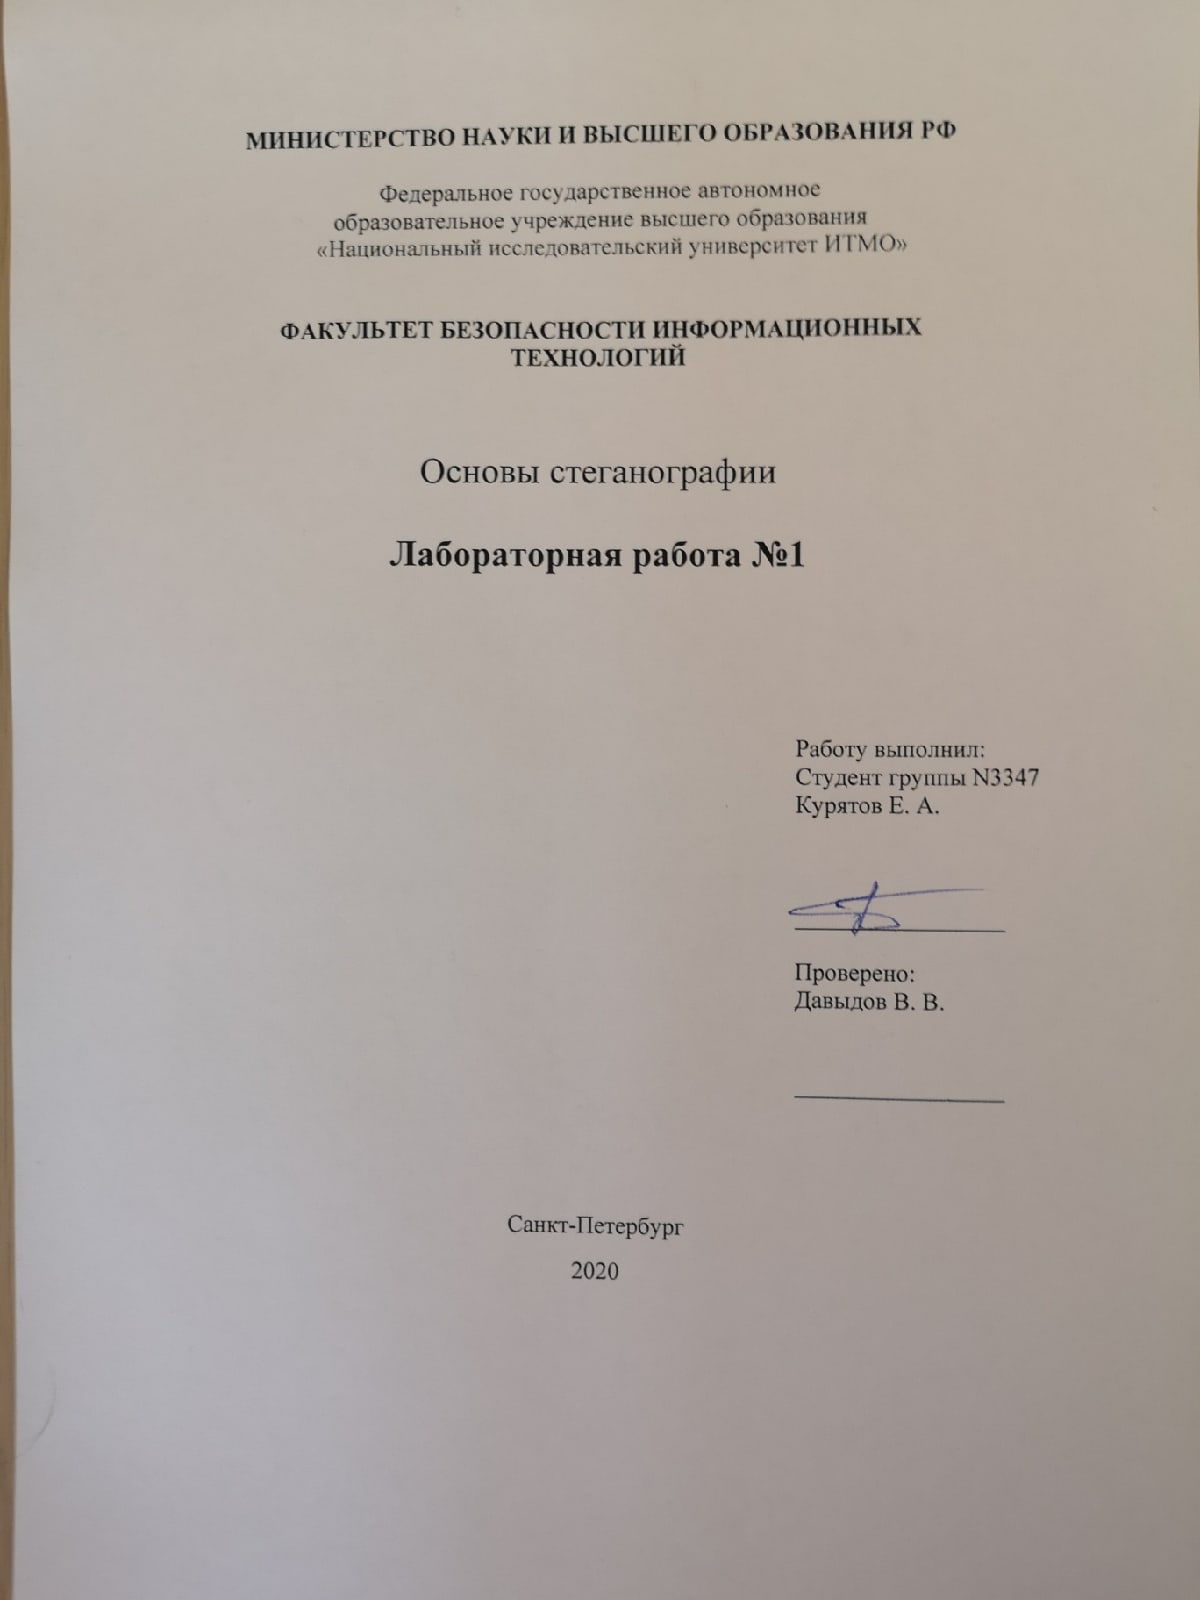 МИНИСТЕРСТВО НАУКИ И ВЫСШЕГО ОБРАЗОВАНИЯ РФ
Федеральное государственное автономное
образовательное учреждение высшего образования
«Национальный исследовательский университет ИТМО»
ФАКУЛЬТЕТ БЕЗОПАСНОСТИ ИНФОРМАЦИОННЫХ
ТЕХНОЛОГИЙ
Основы стеганографии
Лабораторная работа №1
Работу выполнил:
Студент группы N3347
Курятов Е. А.
Проверено:
Давыдов В. В.
Санкт-Петербург
2020